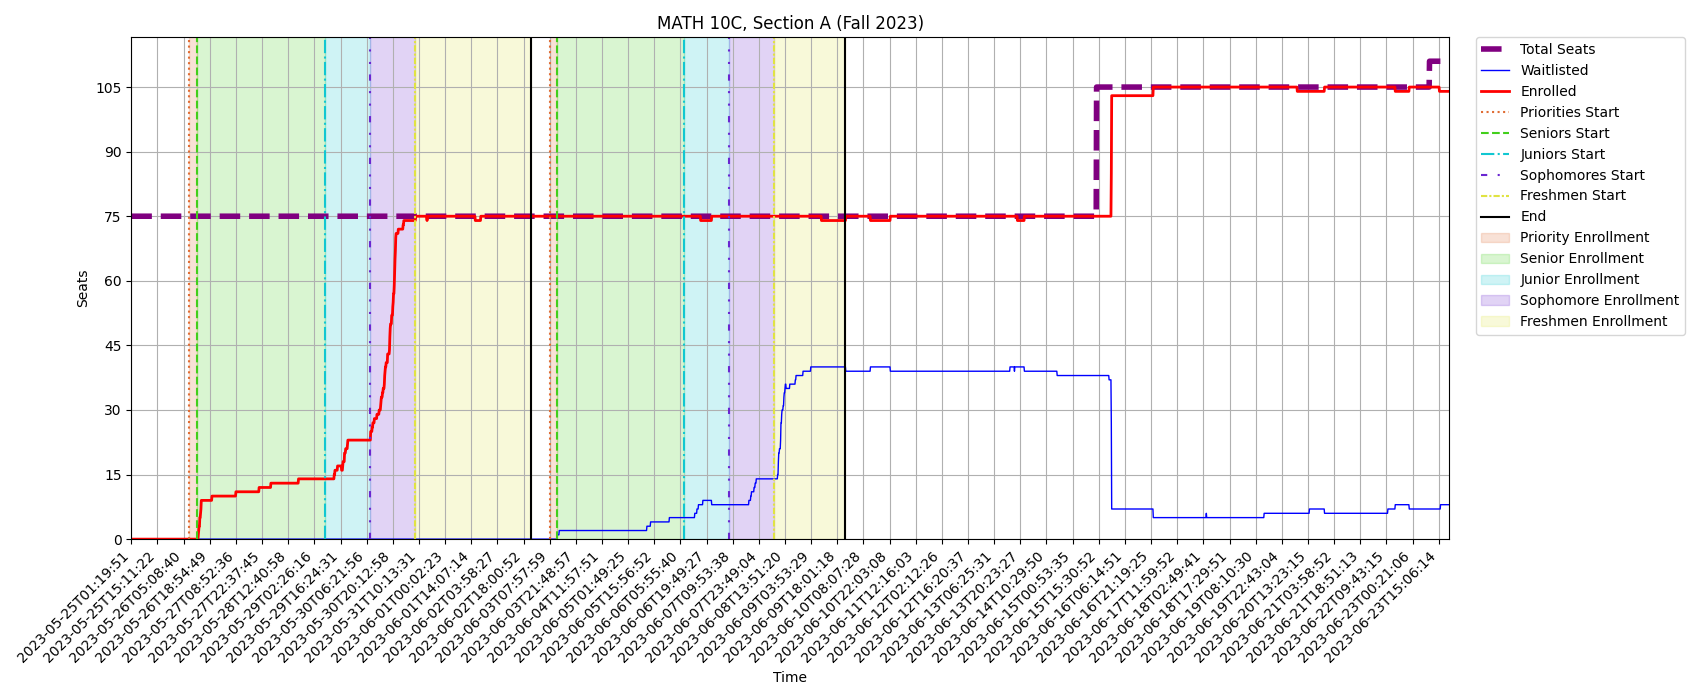 MATH 10C, Section A (Fall 2023)
Seats
105
90
75
60
45
30
15
0
2023-05-25T01:19:51
2023-05-25T15:11:22
2023-05-26T05:08:40
2023-05-26T18:54:49
2023-05-27T08:52:36
2023-05-27T22:37:45
2023-05-28T12:40:58
2023-05-29T02:26:16
2023-05-29T16:24:31
2023-05-30T06:21:56
2023-05-30T20:12:58
2023-05-31T10:13:31
2023-06-01T00:02:23
2023-06-01T14:07:14
2023-06-02T03:58:27
2023-06-02T18:00:52
2023-06-03T07:57:59
2023-06-03T21:48:57
2023-06-04T11:57:51
2023-06-05T01:49:25
2023-06-05T15:56:52
2023-06-06T05:55:40
2023-06-06T19:49:27
2023-06-07T09:53:38
2023-06-07T23:49:04
2023-06-08T13:51:20
2023-06-09T03:53:29
2023-06-09T18:01:18
2023-06-10T08:07:28
2023-06-10T22:03:08
2023-06-11T12:16:03
2023-06-12T02:12:26
2023-06-12T16:20:37
2023-06-13T06:25:31
2023-06-13T20:23:27
2023-06-14T10:29:50
2023-06-15T00:53:35
2023-06-15T15:30:52
2023-06-16T06:14:51
2023-06-16T21:19:25
2023-06-17T11:59:52
2023-06-18T02:49:41
2023-06-18T17:29:51
2023-06-19T08:10:30
2023-06-19T22:43:04
2023-06-20T13:23:15
2023-06-21T03:58:52
2023-06-21T18:51:13
2023-06-22T09:43:15
2023-06-23T00:21:06
2023-06-23T15:06:14
Time
Total Seats
Waitlisted
Enrolled
Priorities Start
Seniors Start
Juniors Start
Sophomores Start
Freshmen Start
End
Priority Enrollment
Senior Enrollment
Junior Enrollment
Sophomore Enrollment
Freshmen Enrollment